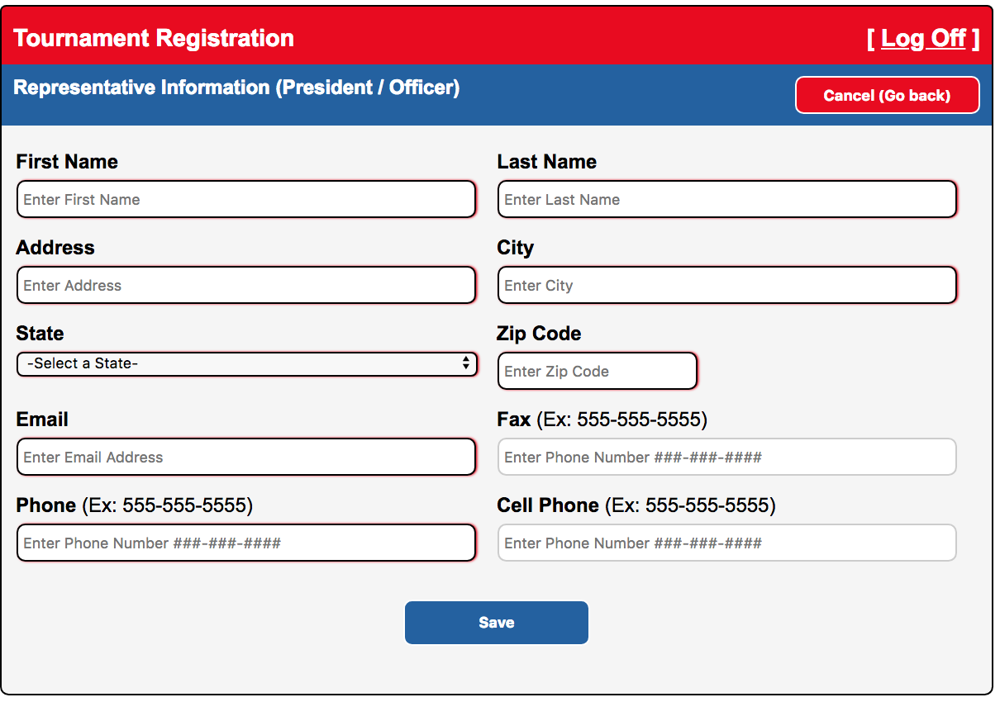 Tournament Registration [ Log Off ]
Representative Information (President / Officer)
Cancel (Go back)
First Name Last Name
Enter First Name Enter Last Name
Address City
Enter Address Enter City
State Zip Code
-Select a State- Enter Zip Code
Email Fax (Ex: 555-555-5555)
Enter Email Address Enter Phone Number ###-###-####
Phone (Ex: 555-555-5555) Cell Phone (Ex: 555-555-5555)
Enter Phone Number ###-###-#### Enter Phone Number ###-###-####
Save